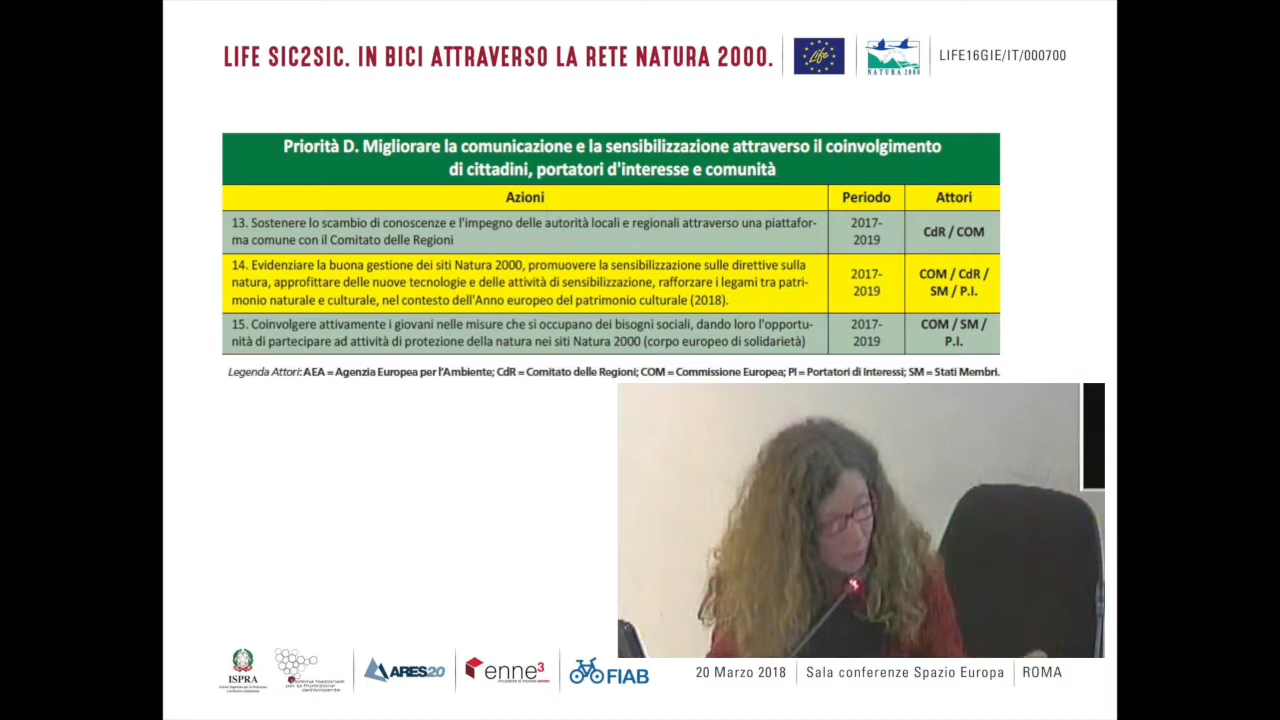 LIFE SIC2SIC. IN BICI ATTRAVERSO LA RETE NATURA 2000.
Life
NATURA 2000
LIFE16GIE/IT/000700
Priorità D. Migliorare la comunicazione e la sensibilizzazione attraverso il coinvolgimento
di cittadini, portatori d'interesse e comunità
Azioni Periodo Attori
13. Sostenere lo scambio di conoscenze e l'impegno delle autorità locali e regionali attraverso una piattafor-
ma comune con il Comitato delle Regioni
2017-
2019
CdR / COM
14. Evidenziare la buona gestione dei siti Natura 2000, promuovere la sensibilizzazione sulle direttive sulla
natura, approfittare delle nuove tecnologie e delle attività di sensibilizzazione, rafforzare i legami tra patri-
monio naturale e culturale, nel contesto dell'Anno europeo del patrimonio culturale (2018).
2017-
2019
COM / CdR /
SM / P.I.
15. Coinvolgere attivamente i giovani nelle misure che si occupano dei bisogni sociali, dando loro l'opportu-
nità di partecipare ad attività di protezione della natura nei siti Natura 2000 (corpo europeo di solidarietà)
2017-
2019
COM / SM /
P.I.
Legenda Attori: AEA = Agenzia Europea per l'Ambiente; CdR = Comitato delle Regioni; COM = Commissione Europea; PI = Portatori di Interessi; SM = Stati Membri.
ISPRA
Sistema Nazionale
per la Protezione
dell'Ambiente
ARES20
enne3
FIAB
20 Marzo 2018 Sala conferenze Spazio Europa ROMA